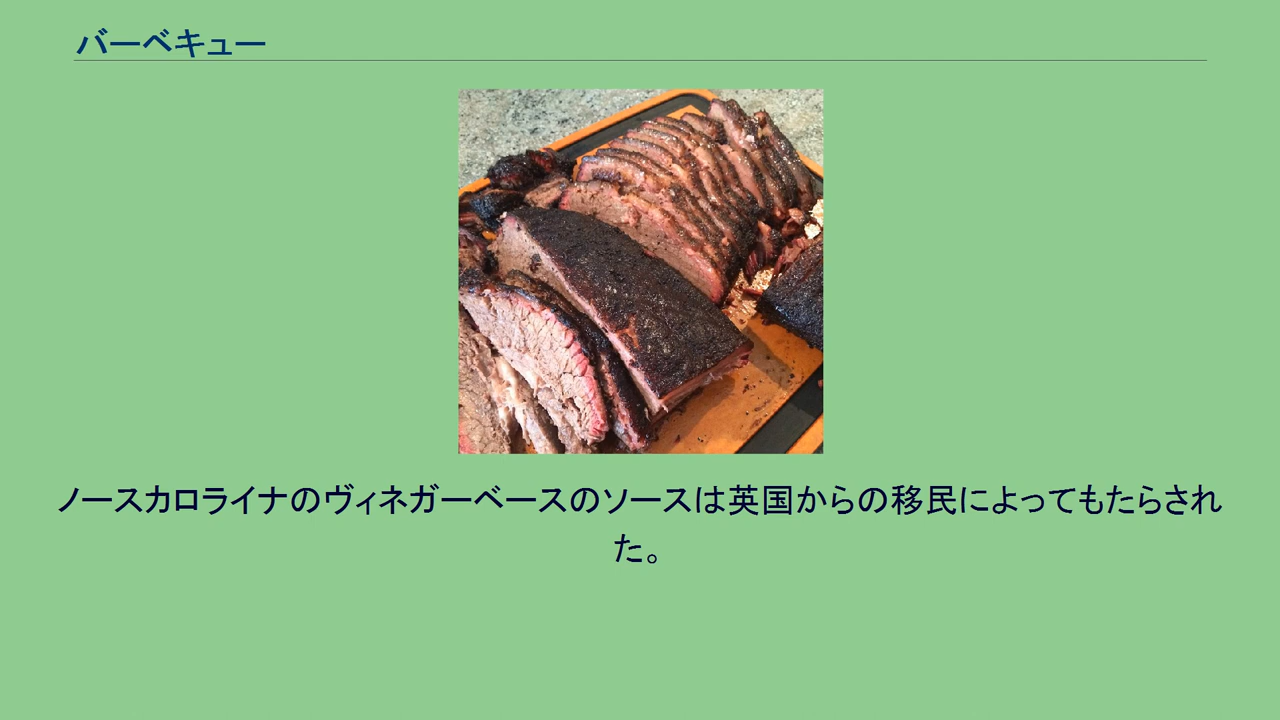 バーベキュー
ノースカロライナのヴィネガーベースのソースは英国からの移民によってもたらされ
た。